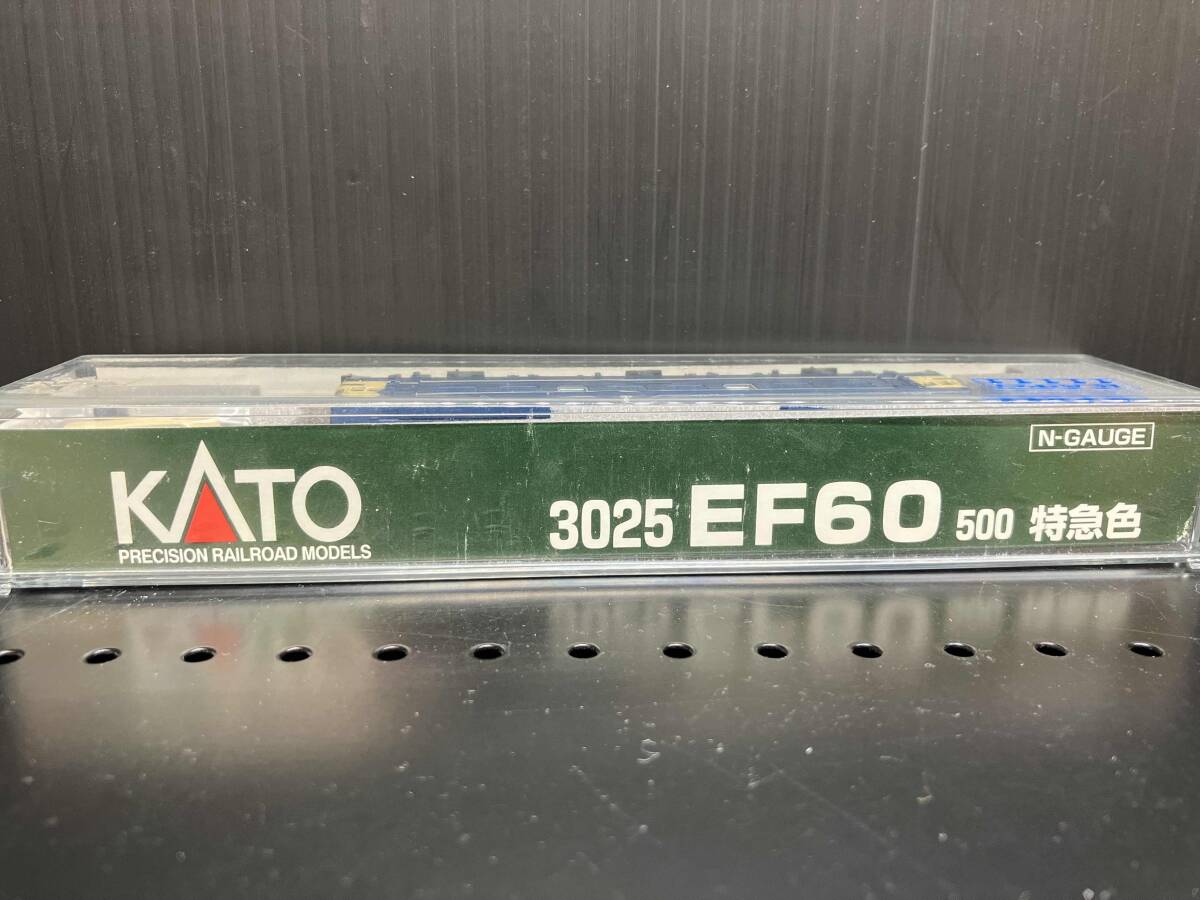 N-GAUGE
KATO
PRECISION RAILROAD MODELS
3025 EF60 500 特急色